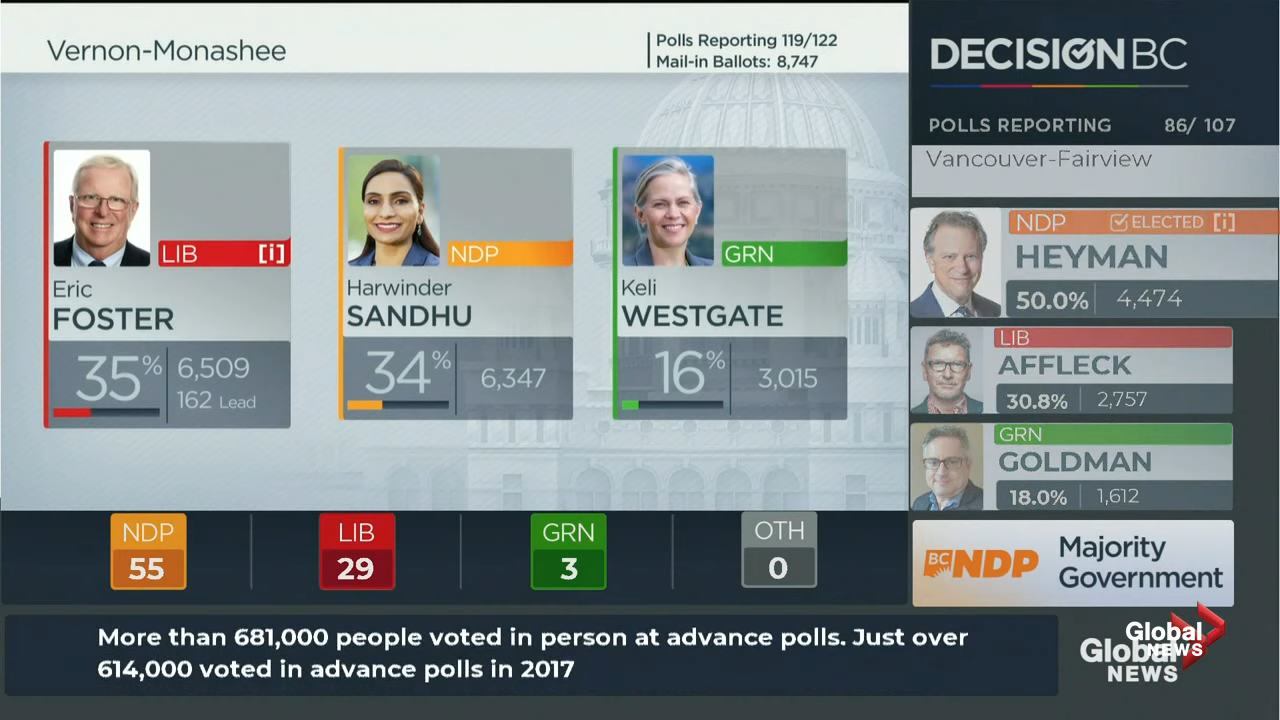 Vernon-Monashee
Polls Reporting 119/122
Mail-in Ballots: 8,747
LIB [i]
Eric
FOSTER
35% 6,509
162 Lead
NDP
Harwinder
SANDHU
34% 6,347
GRN
Keli
WESTGATE
16% 3,015
DECISION BC
POLLS REPORTING 86/ 107
Vancouver-Fairview
NDP ELECTED [i]
HEYMAN
50.0% 4,474
LIB
AFFLECK
30.8% 2,757
GRN
GOLDMAN
18.0% 1,612
NDP
55
LIB
29
GRN
3
OTH
0
BC NDP
Majority
Government
More than 681,000 people voted in person at advance polls. Just over
614,000 voted in advance polls in 2017
Global
NEWS
Global
NEWS